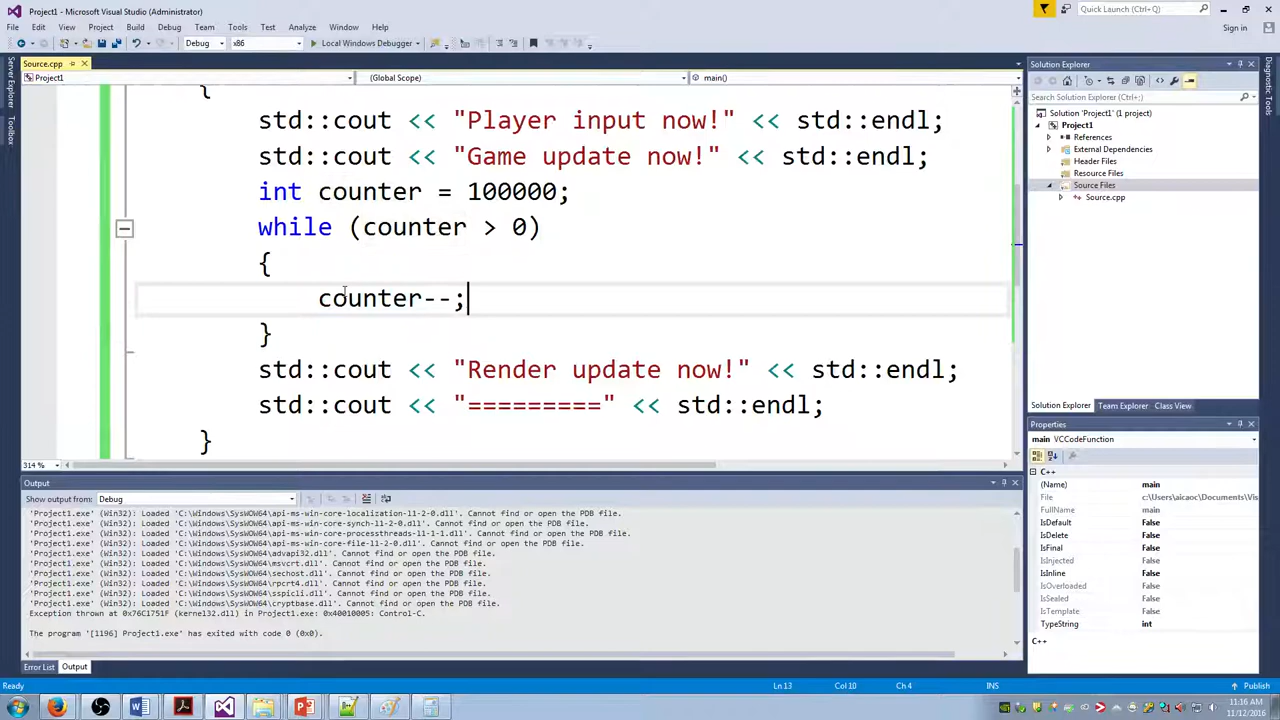 Project1 - Microsoft Visual Studio (Administrator)
Quick Launch (Ctrl+Q)
File Edit View Project Build Debug Team Tools Test Analyze Window Help
Sign in
Debug x86 Local Windows Debugger
Server Explorer
Toolbox
Source.cpp
Project1 (Global Scope) main()
{
std::cout << "Player input now!" << std::endl;
std::cout << "Game update now!" << std::endl;
int counter = 100000;
while (counter > 0)
{
counter--;
}
std::cout << "Render update now!" << std::endl;
std::cout << "=========" << std::endl;
}
314 %
Solution Explorer
Search Solution Explorer (Ctrl+;)
Solution 'Project1' (1 project)
Project1
References
External Dependencies
Header Files
Resource Files
Source Files
Source.cpp
Solution Explorer Team Explorer Class View
Diagnostic Tools
Properties
main VCCodeFunction
C++
(Name) main
File c:\Users\aicaoc\Documents\Vis
FullName main
IsDefault False
IsDelete False
IsFinal False
IsInjected False
IsInline False
IsOverloaded False
IsSealed False
IsTemplate False
TypeString int
C++
Output
Show output from: Debug
'Project1.exe' (Win32): Loaded 'C:\Windows\SysWOW64\api-ms-win-core-localization-l1-2-0.dll'. Cannot find or open the PDB file.
'Project1.exe' (Win32): Loaded 'C:\Windows\SysWOW64\api-ms-win-core-synch-l1-2-0.dll'. Cannot find or open the PDB file.
'Project1.exe' (Win32): Loaded 'C:\Windows\SysWOW64\api-ms-win-core-processthreads-l1-1-1.dll'. Cannot find or open the PDB file.
'Project1.exe' (Win32): Loaded 'C:\Windows\SysWOW64\api-ms-win-core-file-l1-2-0.dll'. Cannot find or open the PDB file.
'Project1.exe' (Win32): Loaded 'C:\Windows\SysWOW64\advapi32.dll'. Cannot find or open the PDB file.
'Project1.exe' (Win32): Loaded 'C:\Windows\SysWOW64\msvcrt.dll'. Cannot find or open the PDB file.
'Project1.exe' (Win32): Loaded 'C:\Windows\SysWOW64\sechost.dll'. Cannot find or open the PDB file.
'Project1.exe' (Win32): Loaded 'C:\Windows\SysWOW64\rpcrt4.dll'. Cannot find or open the PDB file.
'Project1.exe' (Win32): Loaded 'C:\Windows\SysWOW64\sspicli.dll'. Cannot find or open the PDB file.
'Project1.exe' (Win32): Loaded 'C:\Windows\SysWOW64\cryptbase.dll'. Cannot find or open the PDB file.
Exception thrown at 0x76C1751F (kernel32.dll) in Project1.exe: 0x40010005: Control-C.
The program '[1196] Project1.exe' has exited with code 0 (0x0).
Error List Output
Ready Ln 13 Col 10 Ch 4 INS Publish
11:16 AM
11/12/2016